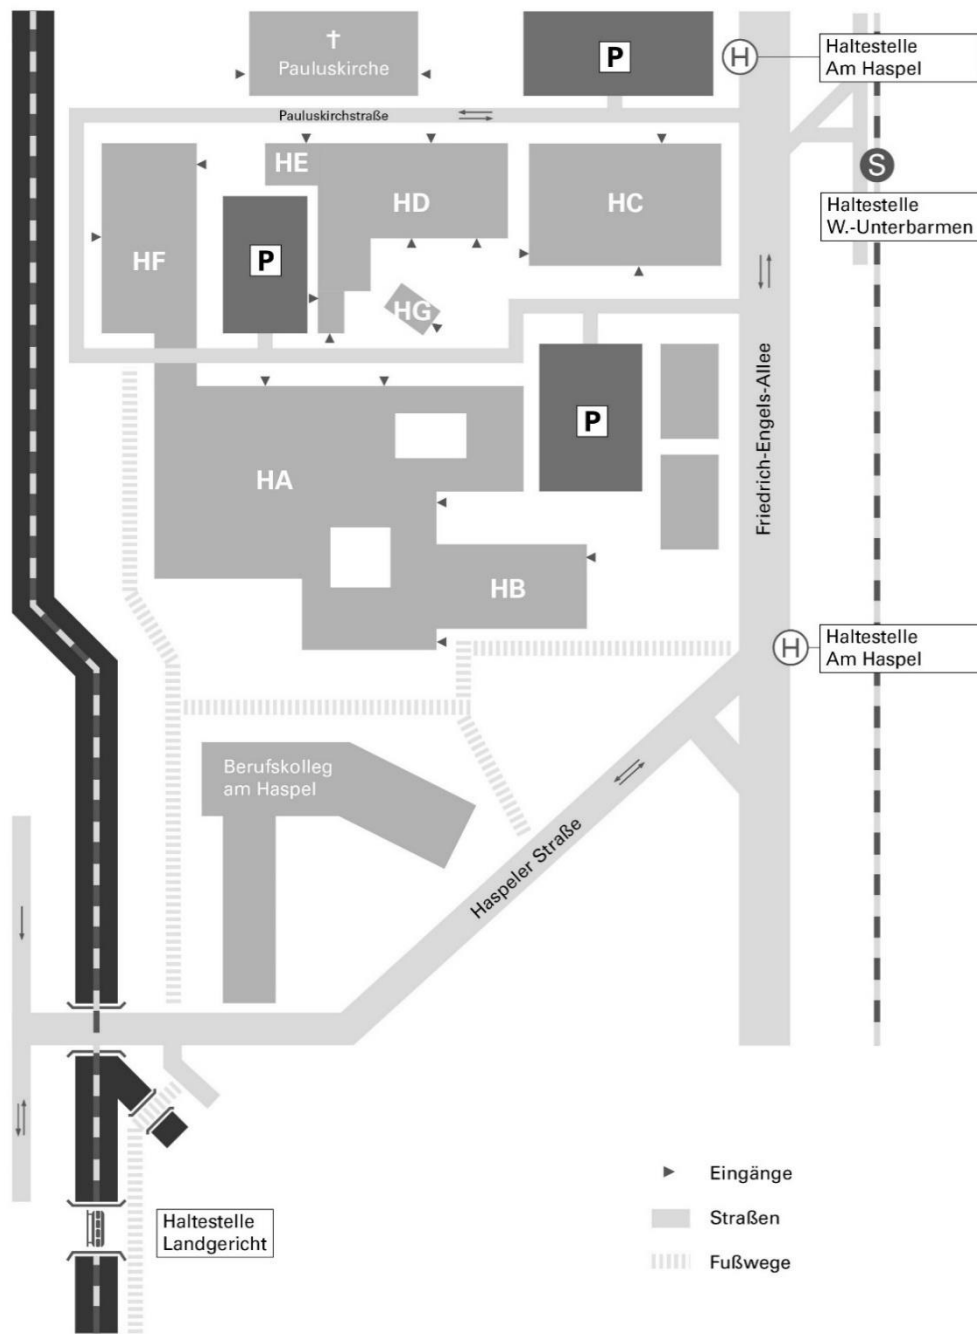 Pauluskirche
P
H
Haltestelle
Am Haspel
Pauluskirchstraße
HE
HD
HC
S
Haltestelle
W.-Unterbarmen
HF
P
HG
P
Friedrich-Engels-Allee
HA
HB
H
Haltestelle
Am Haspel
Berufskolleg
am Haspel
Haspeler Straße
Haltestelle
Landgericht
Eingänge
Straßen
Fußwege